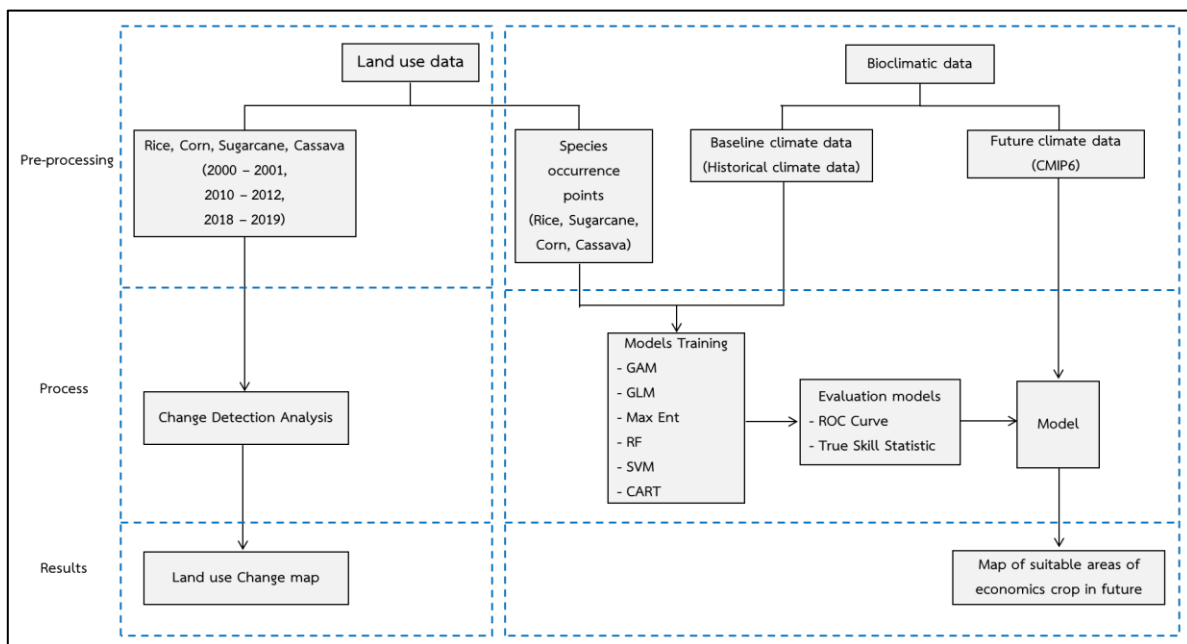 Land use data
Bioclimatic data
Pre-processing
Rice, Corn, Sugarcane, Cassava
(2000 – 2001,
2010 – 2012,
2018 – 2019)
Species
occurrence
points
(Rice, Sugarcane,
Corn, Cassava)
Baseline climate data
(Historical climate data)
Future climate data
(CMIP6)
Process
Change Detection Analysis
Models Training
- GAM
- GLM
- Max Ent
- RF
- SVM
- CART
Evaluation models
- ROC Curve
- True Skill Statistic
Model
Results
Land use Change map
Map of suitable areas of
economics crop in future